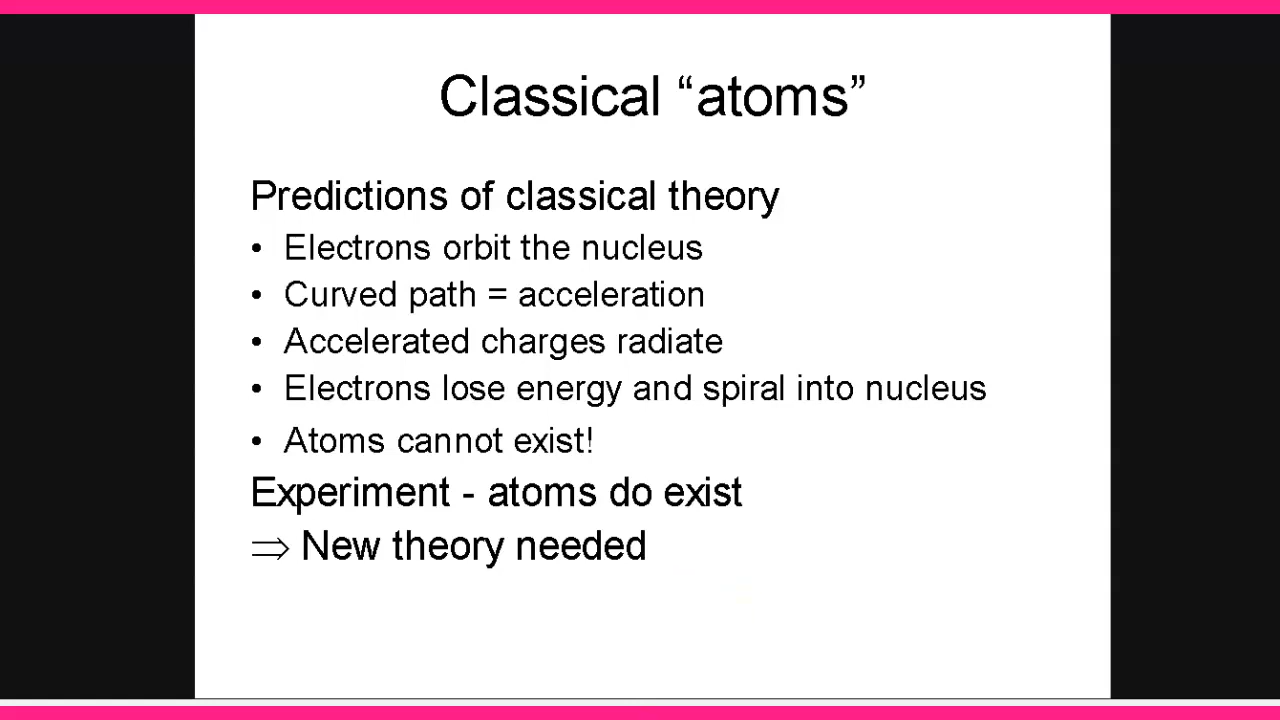 Classical “atoms”
Predictions of classical theory
• Electrons orbit the nucleus
• Curved path = acceleration
• Accelerated charges radiate
• Electrons lose energy and spiral into nucleus
• Atoms cannot exist!
Experiment - atoms do exist
⇒ New theory needed